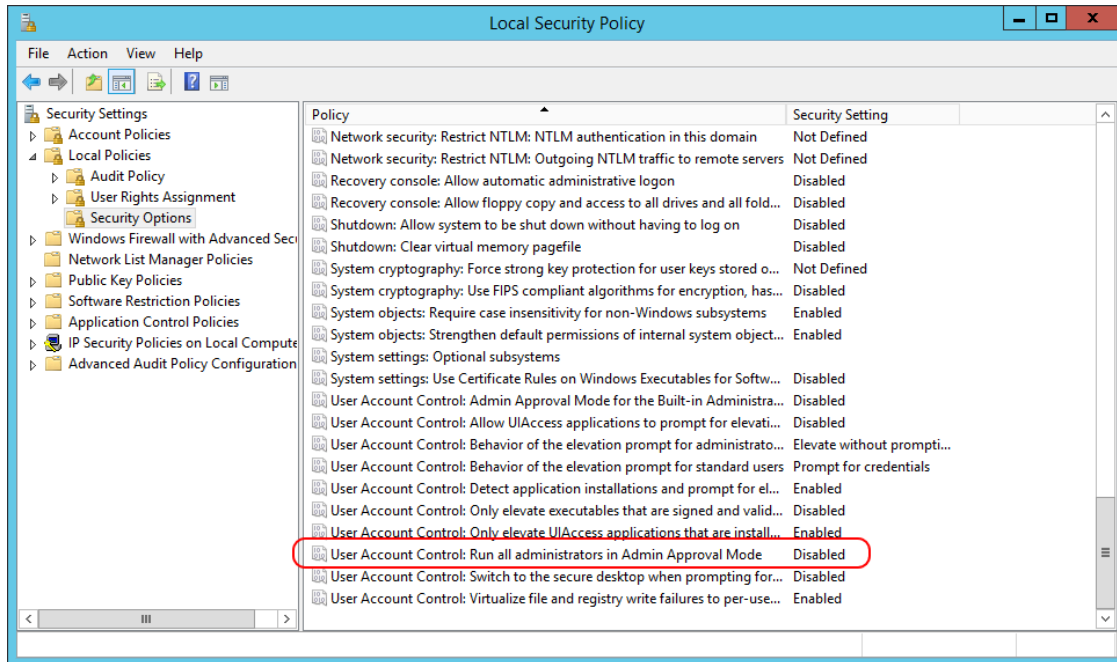 Local Security Policy
File Action View Help
Security Settings
Account Policies
Local Policies
Audit Policy
User Rights Assignment
Security Options
Windows Firewall with Advanced Secu
Network List Manager Policies
Public Key Policies
Software Restriction Policies
Application Control Policies
IP Security Policies on Local Compute
Advanced Audit Policy Configuration
Policy Security Setting
Network security: Restrict NTLM: NTLM authentication in this domain Not Defined
Network security: Restrict NTLM: Outgoing NTLM traffic to remote servers Not Defined
Recovery console: Allow automatic administrative logon Disabled
Recovery console: Allow floppy copy and access to all drives and all fold... Disabled
Shutdown: Allow system to be shut down without having to log on Disabled
Shutdown: Clear virtual memory pagefile Disabled
System cryptography: Force strong key protection for user keys stored o... Not Defined
System cryptography: Use FIPS compliant algorithms for encryption, has... Disabled
System objects: Require case insensitivity for non-Windows subsystems Enabled
System objects: Strengthen default permissions of internal system object... Enabled
System settings: Optional subsystems
System settings: Use Certificate Rules on Windows Executables for Softw... Disabled
User Account Control: Admin Approval Mode for the Built-in Administra... Disabled
User Account Control: Allow UIAccess applications to prompt for elevati... Disabled
User Account Control: Behavior of the elevation prompt for administrato... Elevate without prompti...
User Account Control: Behavior of the elevation prompt for standard users Prompt for credentials
User Account Control: Detect application installations and prompt for el... Enabled
User Account Control: Only elevate executables that are signed and valid... Disabled
User Account Control: Only elevate UIAccess applications that are install... Enabled
User Account Control: Run all administrators in Admin Approval Mode Disabled
User Account Control: Switch to the secure desktop when prompting for... Disabled
User Account Control: Virtualize file and registry write failures to per-use... Enabled